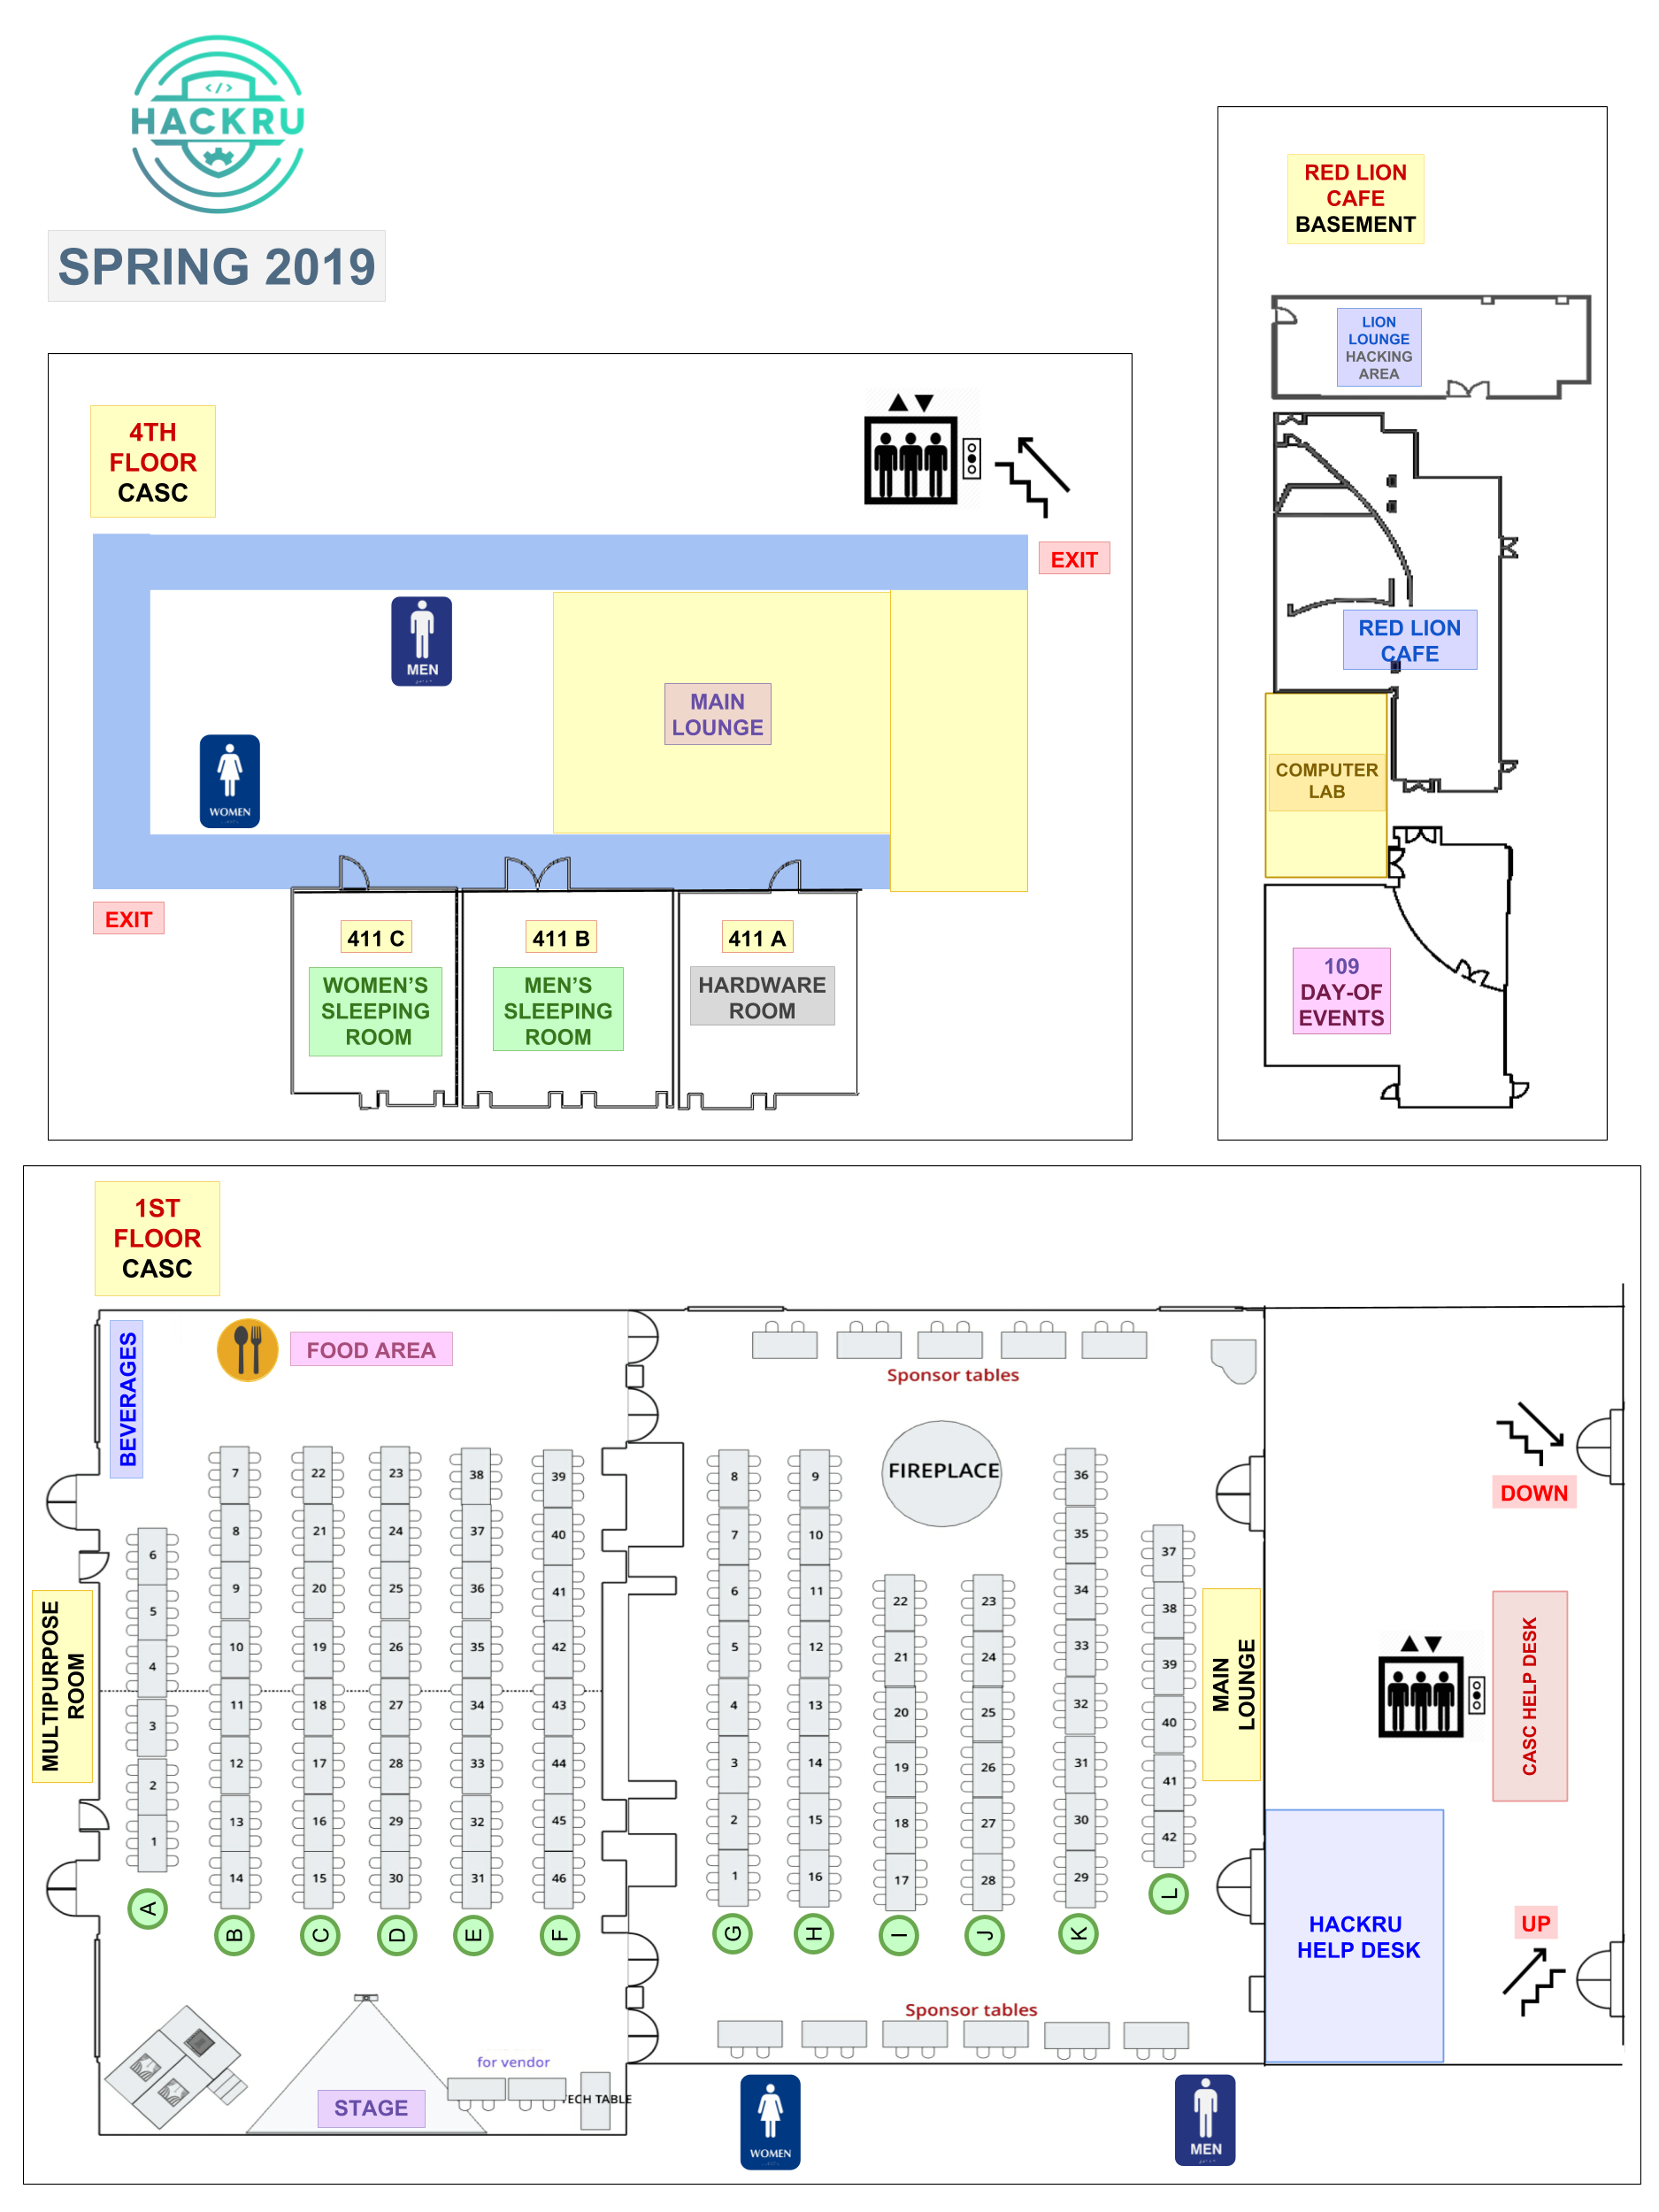 </>
HACKRU
SPRING 2019
RED LION
CAFE
BASEMENT
LION
LOUNGE
HACKING
AREA
RED LION
CAFE
COMPUTER
LAB
109
DAY-OF
EVENTS
4TH
FLOOR
CASC
EXIT
MEN
WOMEN
MAIN
LOUNGE
EXIT
411 C
WOMEN'S
SLEEPING
ROOM
411 B
MEN'S
SLEEPING
ROOM
411 A
HARDWARE
ROOM
1ST
FLOOR
CASC
BEVERAGES
FOOD AREA
MULTIPURPOSE
ROOM
6
5
4
3
2
1
A
7
8
9
10
11
12
13
14
B
22
21
20
19
18
17
16
15
C
23
24
25
26
27
28
29
30
D
38
37
36
35
34
33
32
31
E
39
40
41
42
43
44
45
46
F
STAGE
for vendor
TECH TABLE
Sponsor tables
FIREPLACE
8
7
6
5
4
3
2
1
G
9
10
11
12
13
14
15
16
H
22
21
20
19
18
17
I
23
24
25
26
27
28
J
36
35
34
33
32
31
30
29
K
37
38
39
40
41
42
L
MAIN
LOUNGE
Sponsor tables
WOMEN
MEN
DOWN
CASC HELP DESK
HACKRU
HELP DESK
UP